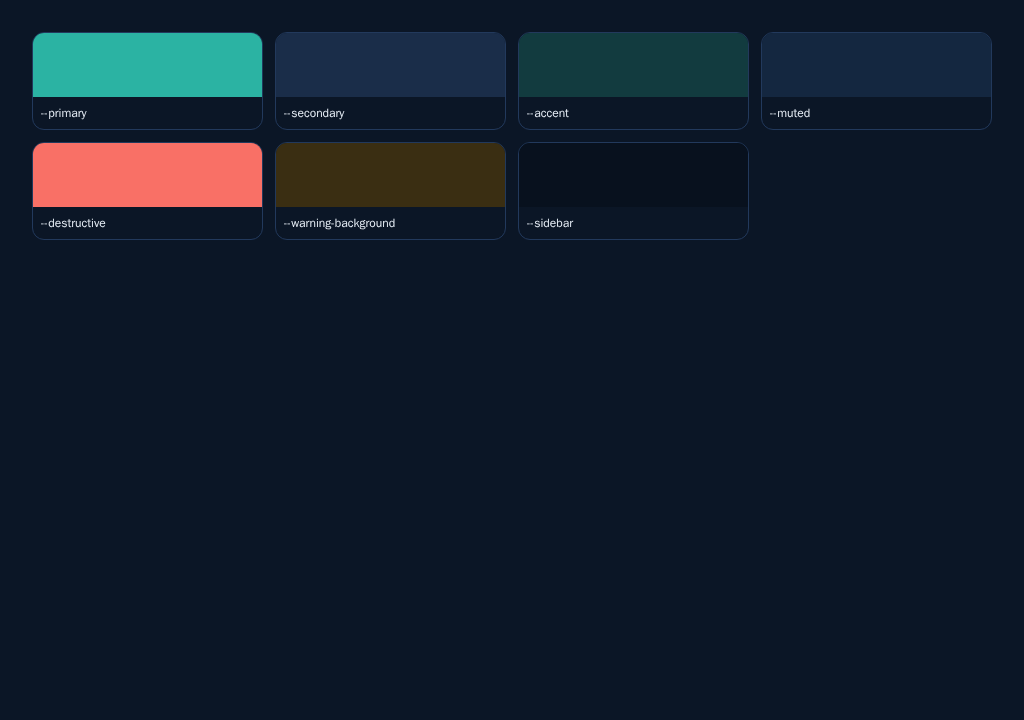 --primary
--secondary
--accent
--muted
--destructive
--warning-background
--sidebar